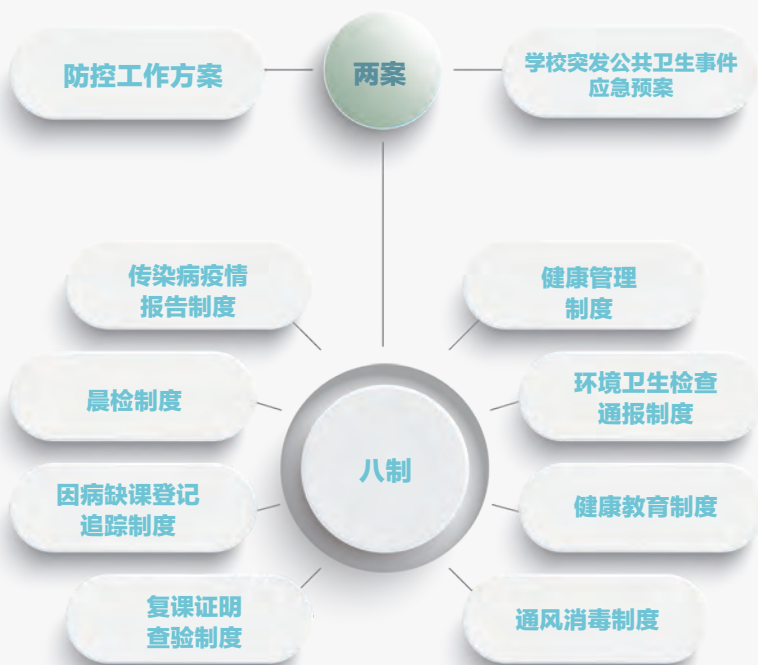 防控工作方案
两案
学校突发公共卫生事件
应急预案
传染病疫情
报告制度
健康管理
制度
晨检制度
环境卫生检查
通报制度
八制
因病缺课登记
追踪制度
健康教育制度
复课证明
查验制度
通风消毒制度